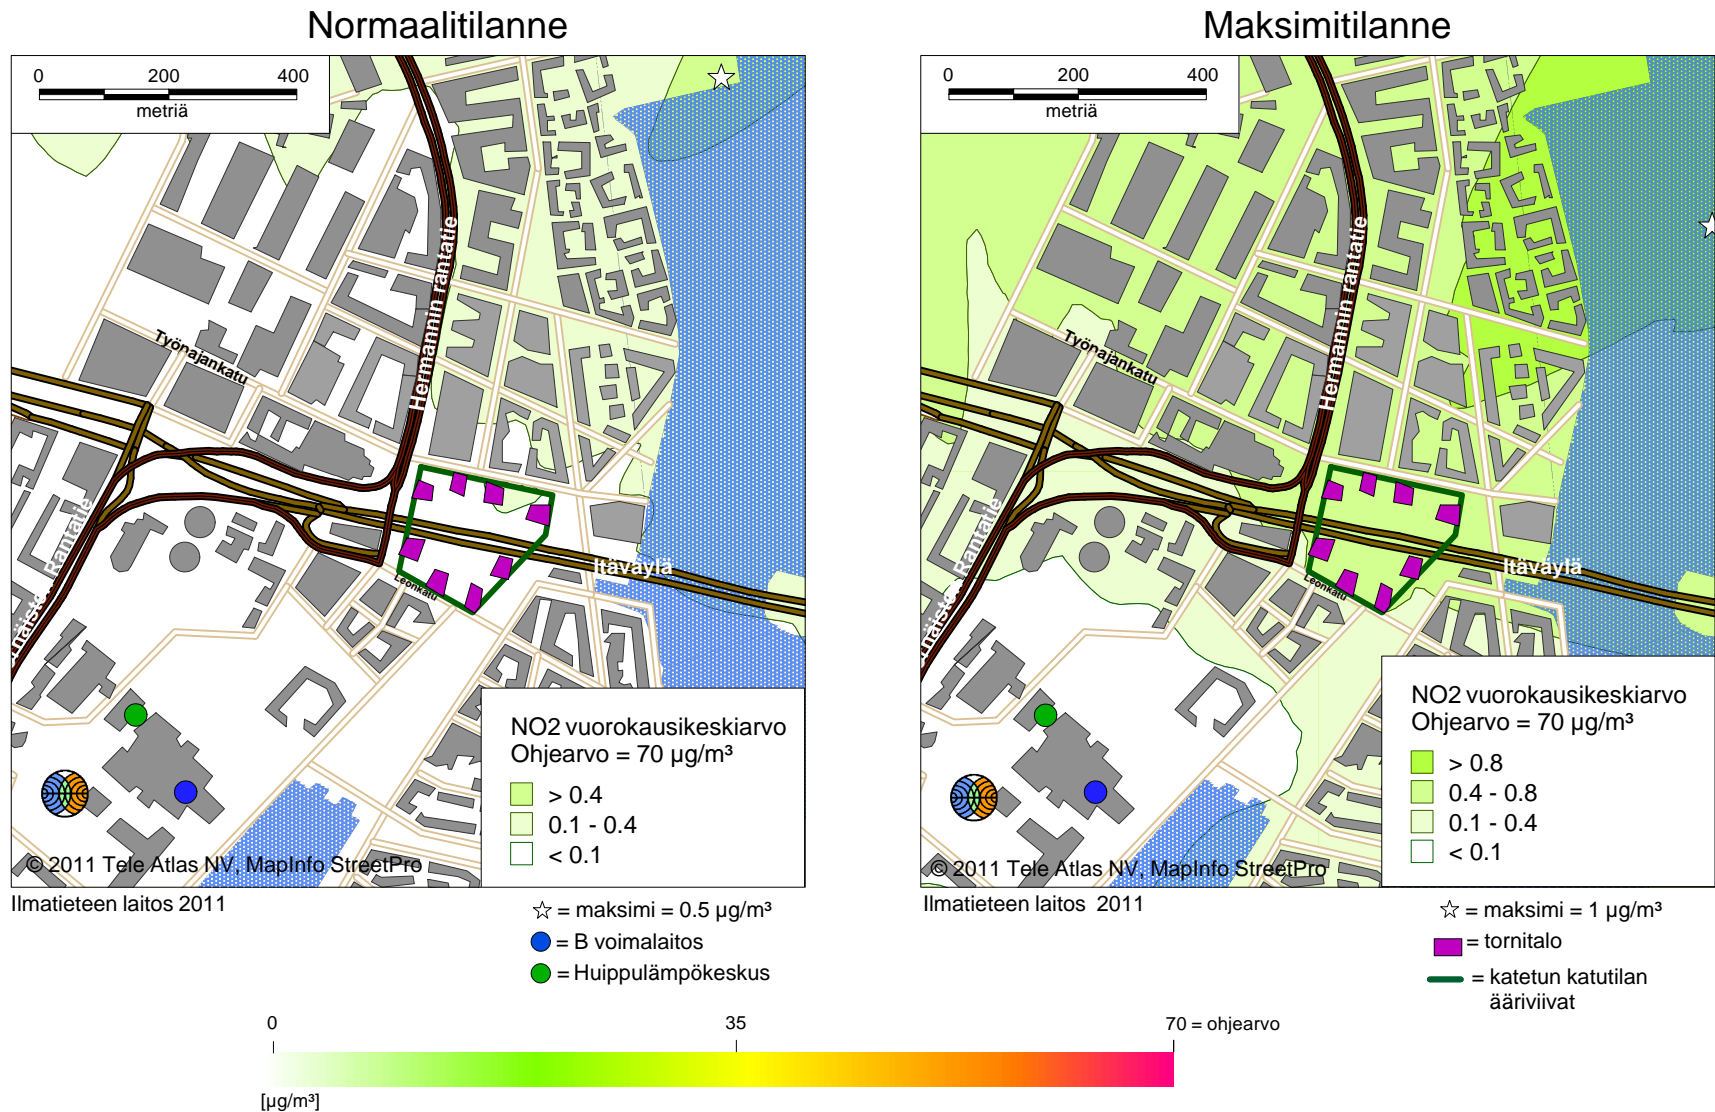 Normaalitilanne
0 200 400
metriä
Hermannin rantatie
Työpajankatu
Rantatie
Leonkatu
Itäväylä
NO2 vuorokausikeskiarvo
Ohjearvo = 70 µg/m³
> 0.4
0.1 - 0.4
< 0.1
© 2011 Tele Atlas NV, MapInfo StreetPro
Ilmatieteen laitos 2011
= maksimi = 0.5 µg/m³
= B voimalaitos
= Huippulämpökeskus
Maksimitilanne
0 200 400
metriä
Hermannin rantatie
Työpajankatu
Rantatie
Leonkatu
Itäväylä
NO2 vuorokausikeskiarvo
Ohjearvo = 70 µg/m³
> 0.8
0.4 - 0.8
0.1 - 0.4
< 0.1
© 2011 Tele Atlas NV, MapInfo StreetPro
Ilmatieteen laitos 2011
= maksimi = 1 µg/m³
= tornitalo
= katetun katutilan
ääriviivat
0 35 70 = ohjearvo
[µg/m³]